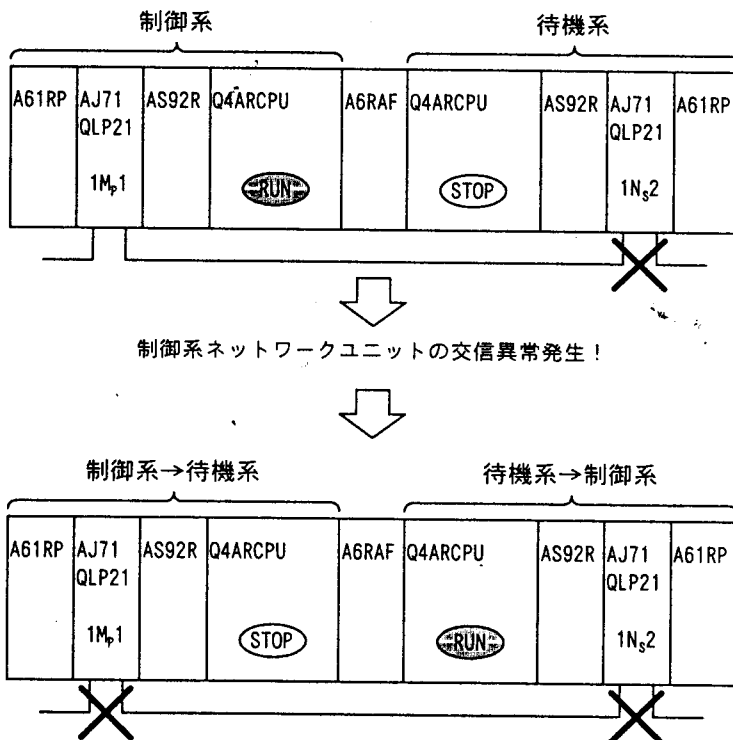 制御系
待機系
A61RP
AJ71
QLP21
1MP1
AS92R
Q4ARCPU
RUN
A6RAF
Q4ARCPU
STOP
AS92R
AJ71
QLP21
1NS2
A61RP
制御系ネットワークユニットの交信異常発生!
制御系→待機系
待機系→制御系
A61RP
AJ71
QLP21
1MP1
AS92R
Q4ARCPU
STOP
A6RAF
Q4ARCPU
RUN
AS92R
AJ71
QLP21
1NS2
A61RP